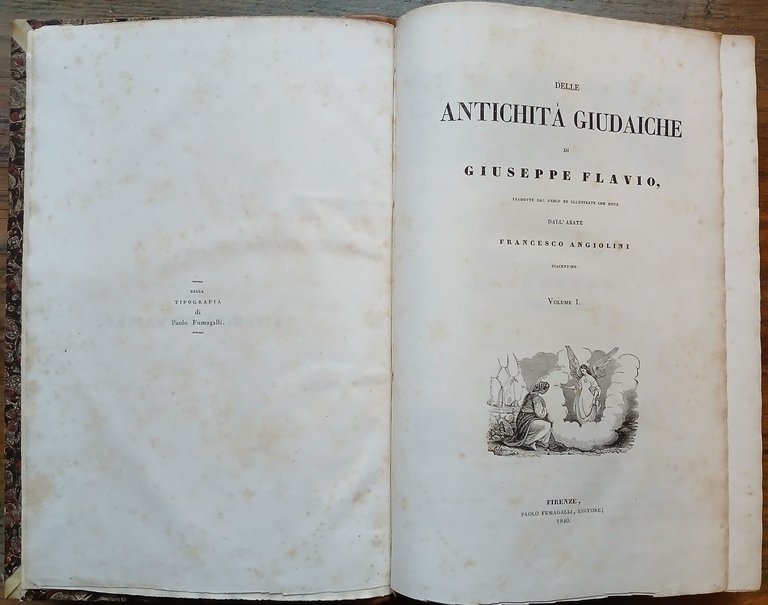 DALLA
TIPOGRAFIA
di
Paolo Fumagalli.
DELLE
ANTICHITÀ GIUDAICHE
DI
GIUSEPPE FLAVIO,
TRADOTTE DAL GRECO ED ILLUSTRATE CON NOTE
DALL'ABATE
FRANCESCO ANGIOLINI
PIACENTINO.
VOLUME I.
FIRENZE,
PAOLO FUMAGALLI, EDITORE,
1840.